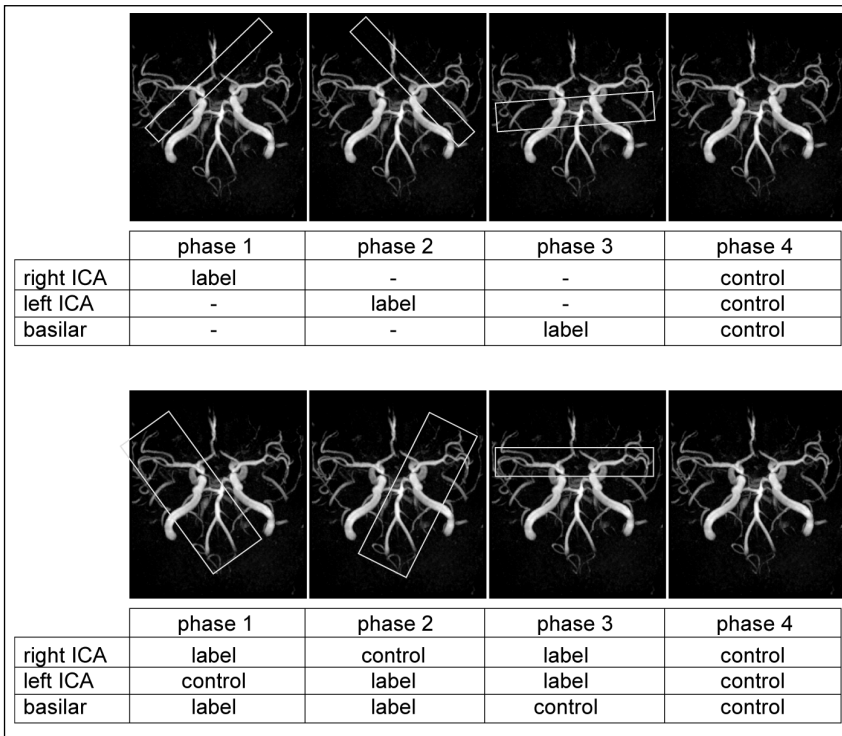 phase 1 phase 2 phase 3 phase 4
right ICA label - - control
left ICA - label - control
basilar - - label control
phase 1 phase 2 phase 3 phase 4
right ICA label control label control
left ICA control label label control
basilar label label control control